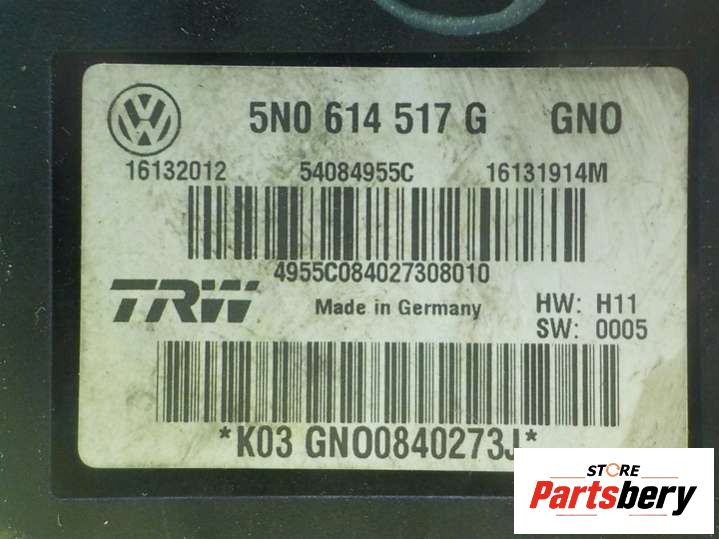 5N0 614 517 G GNO
16132012 54084955C 16131914M
4955C084027308010
TRW Made in Germany HW: H11
SW: 0005
*K03 GNO0840273J*
STORE
Partsbery